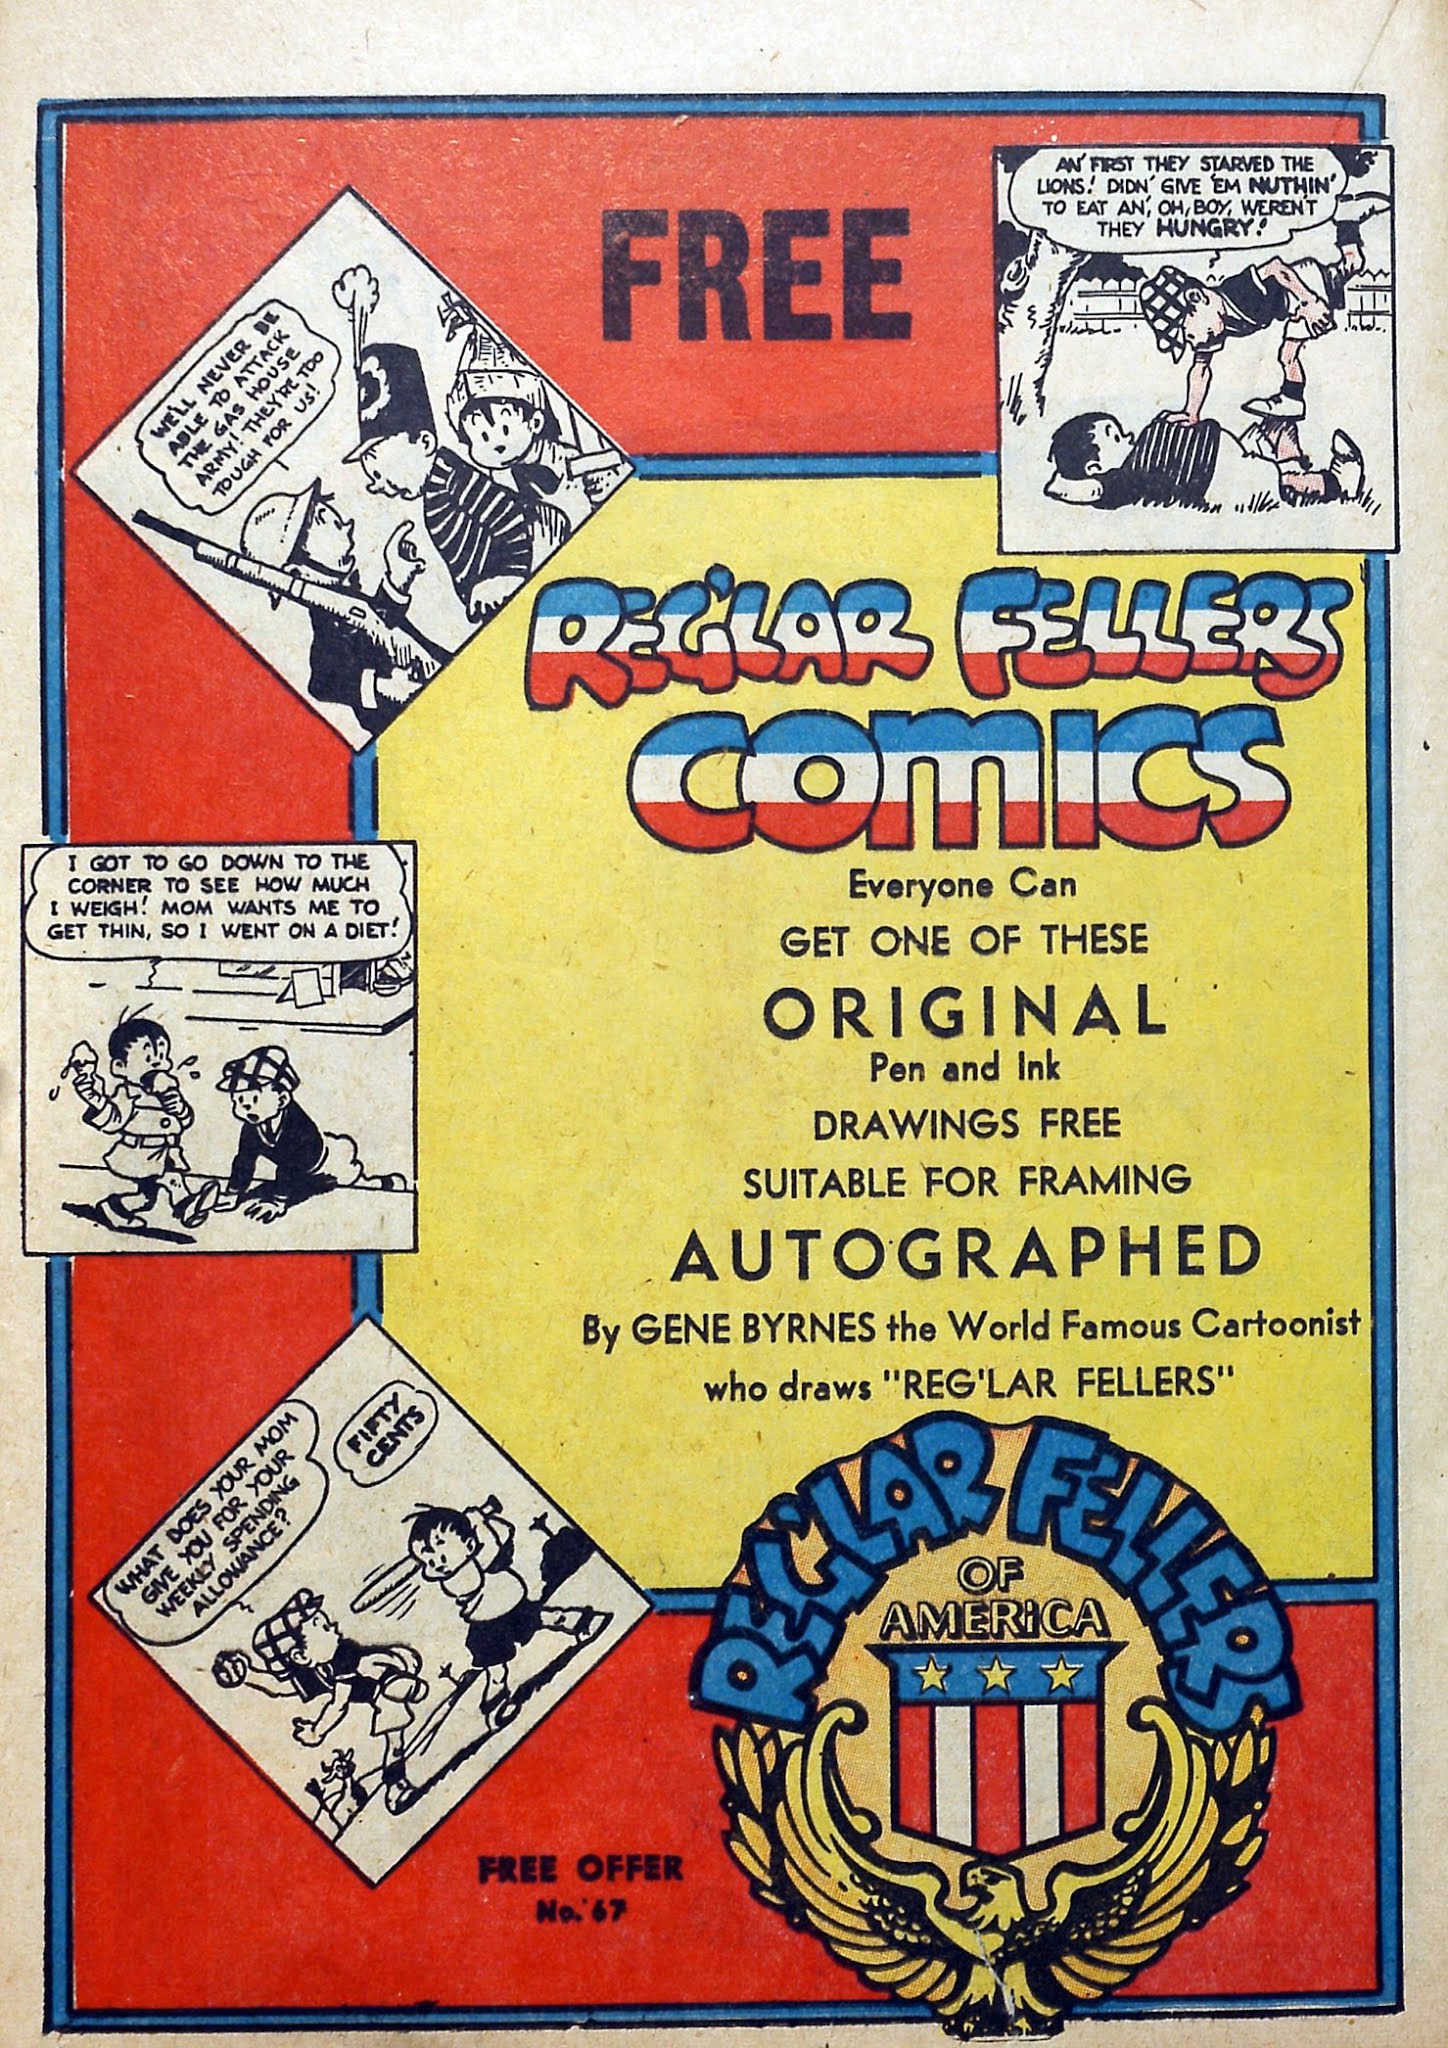 FREE
AN' FIRST THEY STARVED THE
LIONS! DIDN' GIVE 'EM NUTHIN'
TO EAT AN', OH, BOY, WEREN'T
THEY HUNGRY!
WE'LL NEVER BE
ABLE TO ATTACK
THE GAS HOUSE
ARMY! THEY'RE TOO
TOUGH FOR US!
REG'LAR FELLERS
COMICS
Everyone Can
GET ONE OF THESE
ORIGINAL
Pen and Ink
DRAWINGS FREE
SUITABLE FOR FRAMING
AUTOGRAPHED
By GENE BYRNES the World Famous Cartoonist
who draws "REG'LAR FELLERS"
I GOT TO GO DOWN TO THE
CORNER TO SEE HOW MUCH
I WEIGH! MOM WANTS ME TO
GET THIN, SO I WENT ON A DIET!
WHAT DOES YOUR MOM
GIVE YOU FOR YOUR
WEEKLY SPENDING
ALLOWANCE?
FIFTY
CENTS
REG'LAR FELLERS
OF
AMERICA
FREE OFFER
No. 67